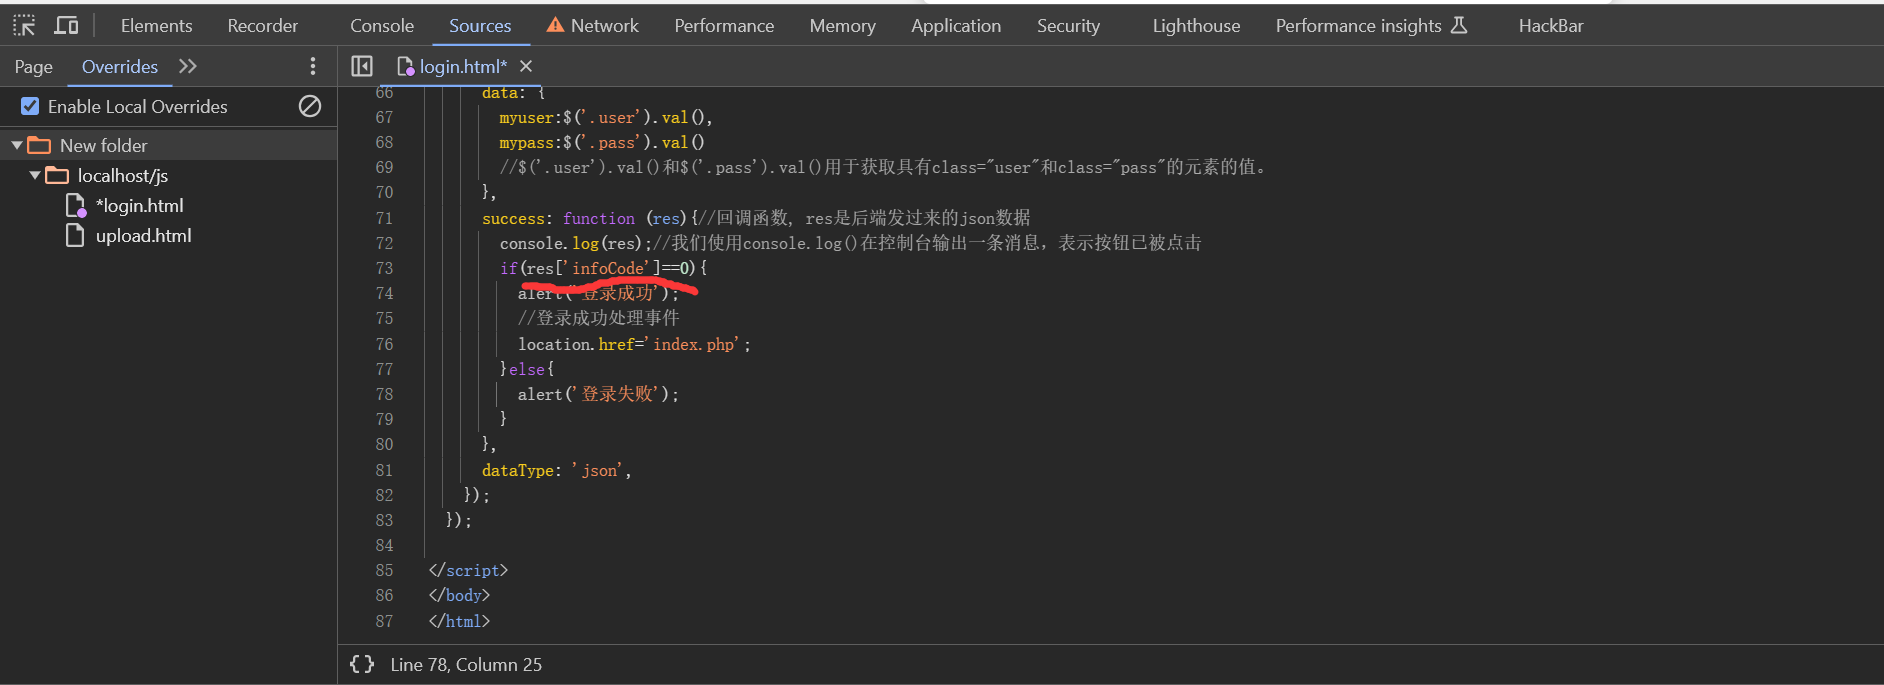 Elements Recorder Console Sources Network Performance Memory Application Security Lighthouse Performance insights HackBar
Page Overrides
Enable Local Overrides
New folder
localhost/js
*login.html
upload.html
login.html*
66 data: {
67 myuser:$('.user').val(),
68 mypass:$('.pass').val()
69 //$('.user').val()和$('.pass').val()用于获取具有class="user"和class="pass"的元素的值。
70 },
71 success: function (res){//回调函数, res是后端发过来的json数据
72 console.log(res);//我们使用console.log()在控制台输出一条消息，表示按钮已被点击
73 if(res['infoCode']==0){
74 alert('登录成功');
75 //登录成功处理事件
76 location.href='index.php';
77 }else{
78 alert('登录失败');
79 }
80 },
81 dataType: 'json',
82 });
83 });
84
85 </script>
86 </body>
87 </html>
{ } Line 78, Column 25